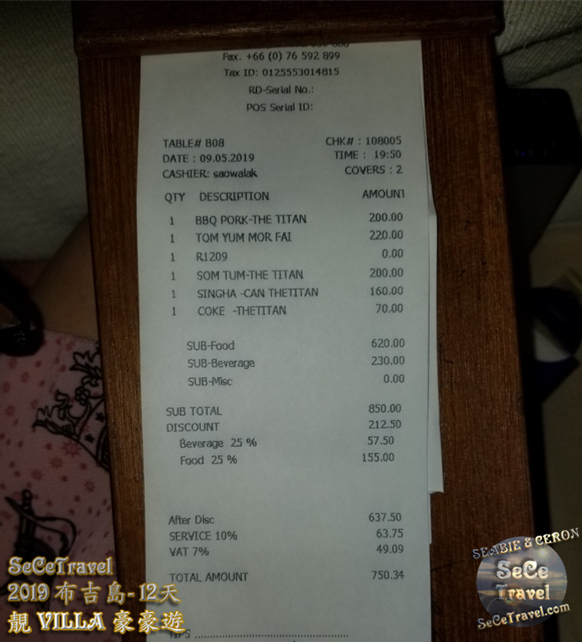 Fax. +66 (0) 76 592 899
Tax ID: 0125553014815
RD-Serial No.:
POS Serial ID:
TABLE# B08 CHK# : 108005
DATE : 09.05.2019 TIME : 19:50
CASHIER: saowalak COVERS : 2
QTY DESCRIPTION AMOUNT
1 BBQ PORK-THE TITAN 200.00
1 TOM YUM MOR FAI 220.00
1 R1209 0.00
1 SOM TUM-THE TITAN 200.00
1 SINGHA -CAN THETITAN 160.00
1 COKE -THETITAN 70.00
SUB-Food 620.00
SUB-Beverage 230.00
SUB-Misc 0.00
SUB TOTAL 850.00
DISCOUNT 212.50
Beverage 25 % 57.50
Food 25 % 155.00
After Disc 637.50
SERVICE 10% 63.75
VAT 7% 49.09
TOTAL AMOUNT 750.34
SeCeTravel
2019 布吉島-12天
靚 VILLA 豪豪遊
SEABIE & CERON
SeCe
Travel
SeCeTravel.com